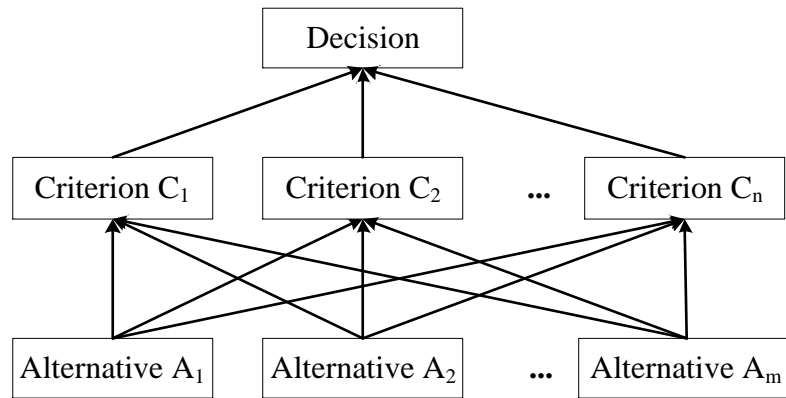 Decision
Criterion C₁ Criterion C₂ ... Criterion Cₙ
Alternative A₁ Alternative A₂ ... Alternative Aₘ